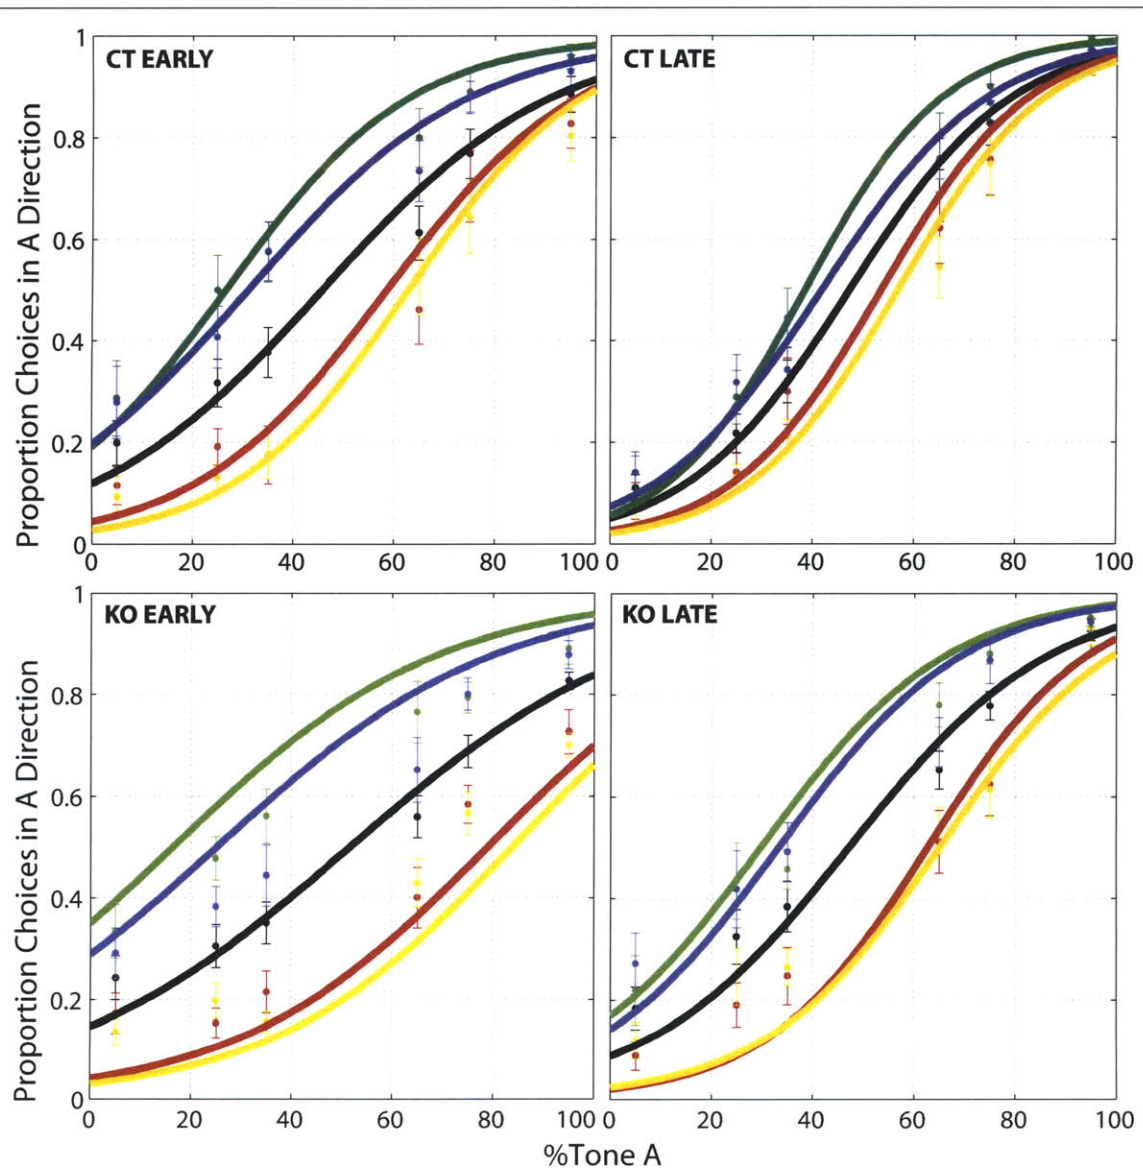 CT EARLY
CT LATE
Proportion Choices in A Direction
1
0.8
0.6
0.4
0.2
0
0 20 40 60 80 100
0 20 40 60 80 100
KO EARLY
KO LATE
Proportion Choices in A Direction
1
0.8
0.6
0.4
0.2
0
0 20 40 60 80 100
0 20 40 60 80 100
%Tone A